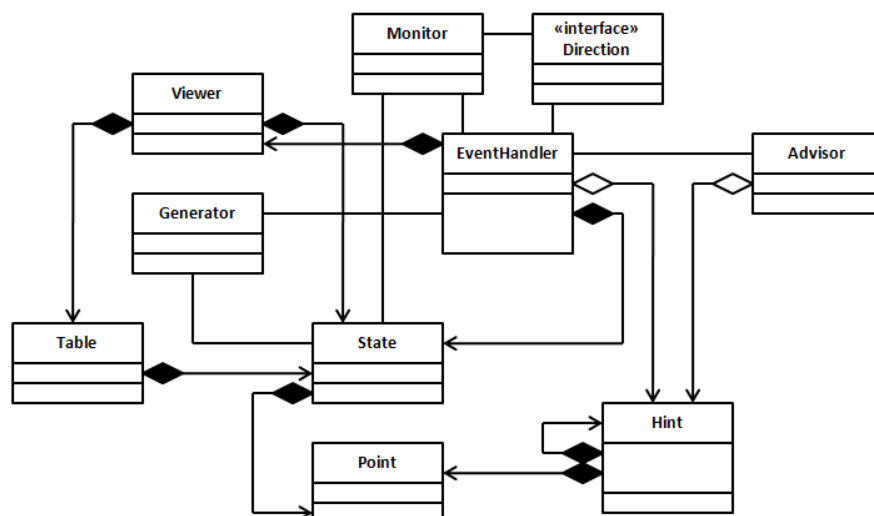 Monitor
«interface»
Direction
Viewer
EventHandler
Advisor
Generator
Table
State
Hint
Point